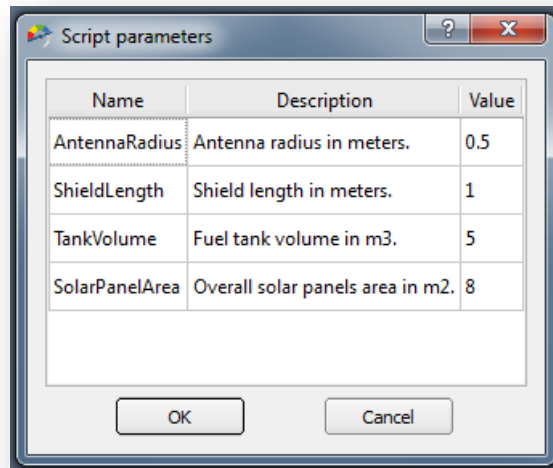 Script parameters
Name Description Value
AntennaRadius Antenna radius in meters. 0.5
ShieldLength Shield length in meters. 1
TankVolume Fuel tank volume in m3. 5
SolarPanelArea Overall solar panels area in m2. 8
OK Cancel